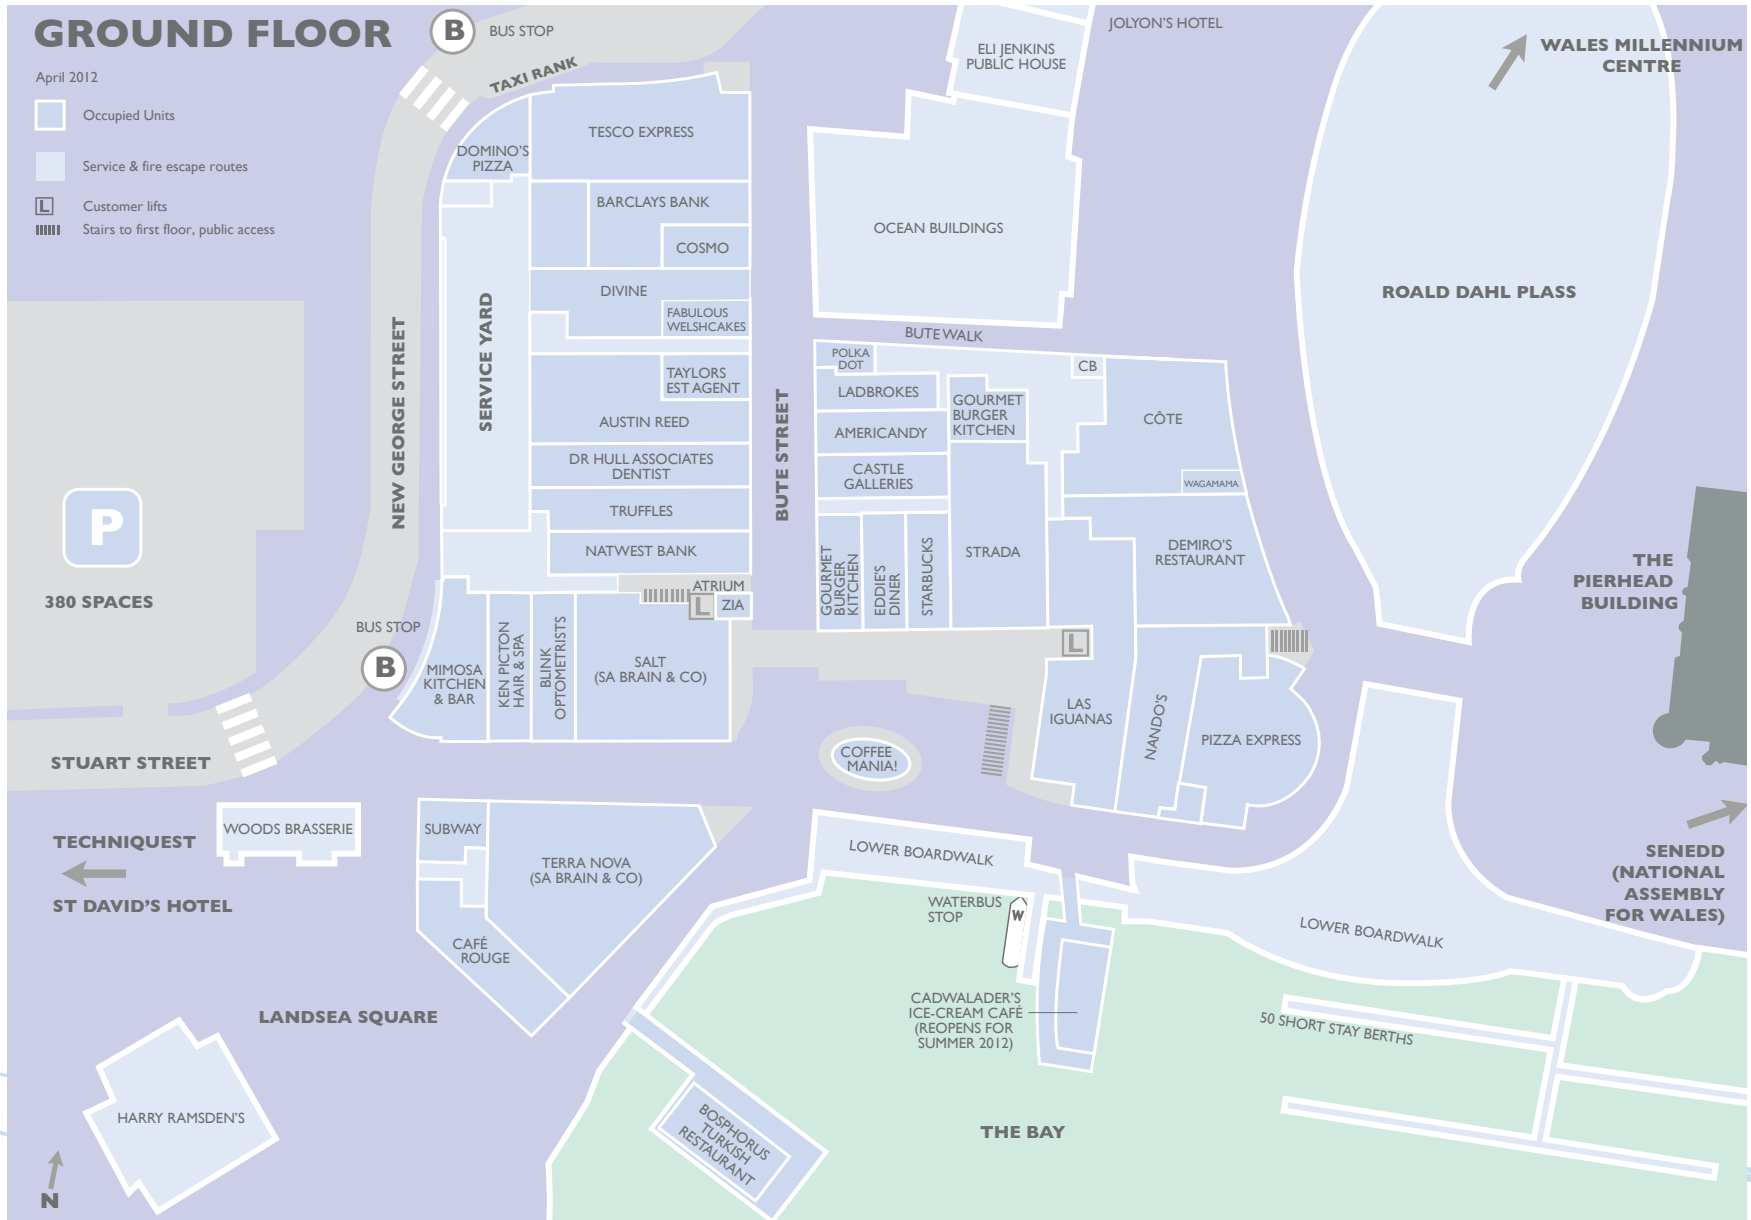 GROUND FLOOR
April 2012
Occupied Units
Service & fire escape routes
L
Customer lifts
Stairs to first floor, public access
B
BUS STOP
TAXI RANK
JOLYON'S HOTEL
ELI JENKINS
PUBLIC HOUSE
WALES MILLENNIUM
CENTRE
DOMINO'S
PIZZA
TESCO EXPRESS
BARCLAYS BANK
COSMO
DIVINE
FABULOUS
WELSHCAKES
TAYLORS
EST AGENT
AUSTIN REED
DR HULL ASSOCIATES
DENTIST
TRUFFLES
NATWEST BANK
ATRIUM
L
ZIA
SERVICE YARD
NEW GEORGE STREET
BUTE STREET
OCEAN BUILDINGS
BUTE WALK
ROALD DAHL PLASS
POLKA
DOT
LADBROKES
AMERICANDY
CASTLE
GALLERIES
GOURMET
BURGER
KITCHEN
CB
CÔTE
WAGAMAMA
STRADA
DEMIRO'S
RESTAURANT
GOURMET
BURGER
KITCHEN
EDDIE'S
DINER
STARBUCKS
P
380 SPACES
BUS STOP
B
MIMOSA
KITCHEN
& BAR
KEN PICTON
HAIR & SPA
BLINK
OPTOMETRISTS
SALT
(SA BRAIN & CO)
L
LAS
IGUANAS
NANDO'S
PIZZA EXPRESS
THE
PIERHEAD
BUILDING
STUART STREET
COFFEE
MANIA!
WOODS BRASSERIE
TECHNIQUEST
ST DAVID'S HOTEL
SUBWAY
TERRA NOVA
(SA BRAIN & CO)
CAFÉ
ROUGE
LOWER BOARDWALK
WATERBUS
STOP
W
LOWER BOARDWALK
SENEDD
(NATIONAL
ASSEMBLY
FOR WALES)
LANDSEA SQUARE
CADWALADER'S
ICE-CREAM CAFÉ
(REOPENS FOR
SUMMER 2012)
50 SHORT STAY BERTHS
HARRY RAMSDEN'S
BOSPHORUS
TURKISH
RESTAURANT
THE BAY
N